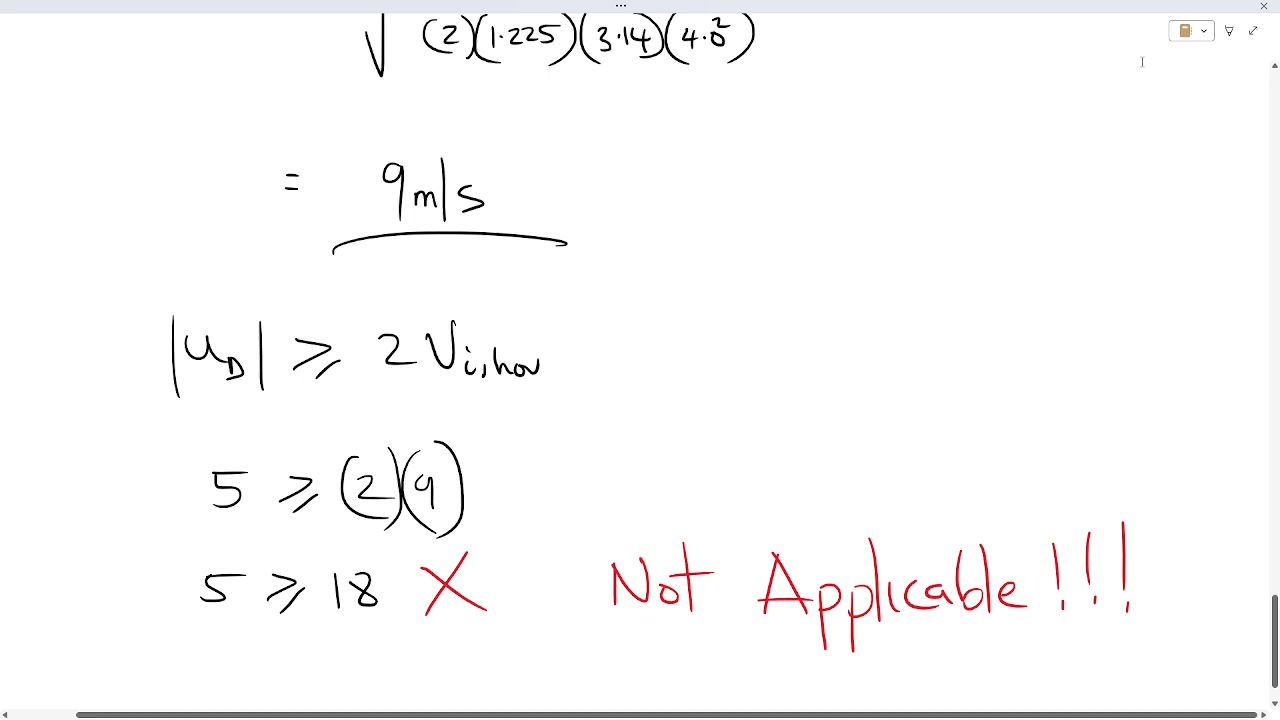 √ (2)(1·225)(3·14)(4·0²)
= 9m/s
|u_D| ⩾ 2V_i,hov
5 ⩾ (2)(9)
5 ⩾ 18 X Not Applicable!!!